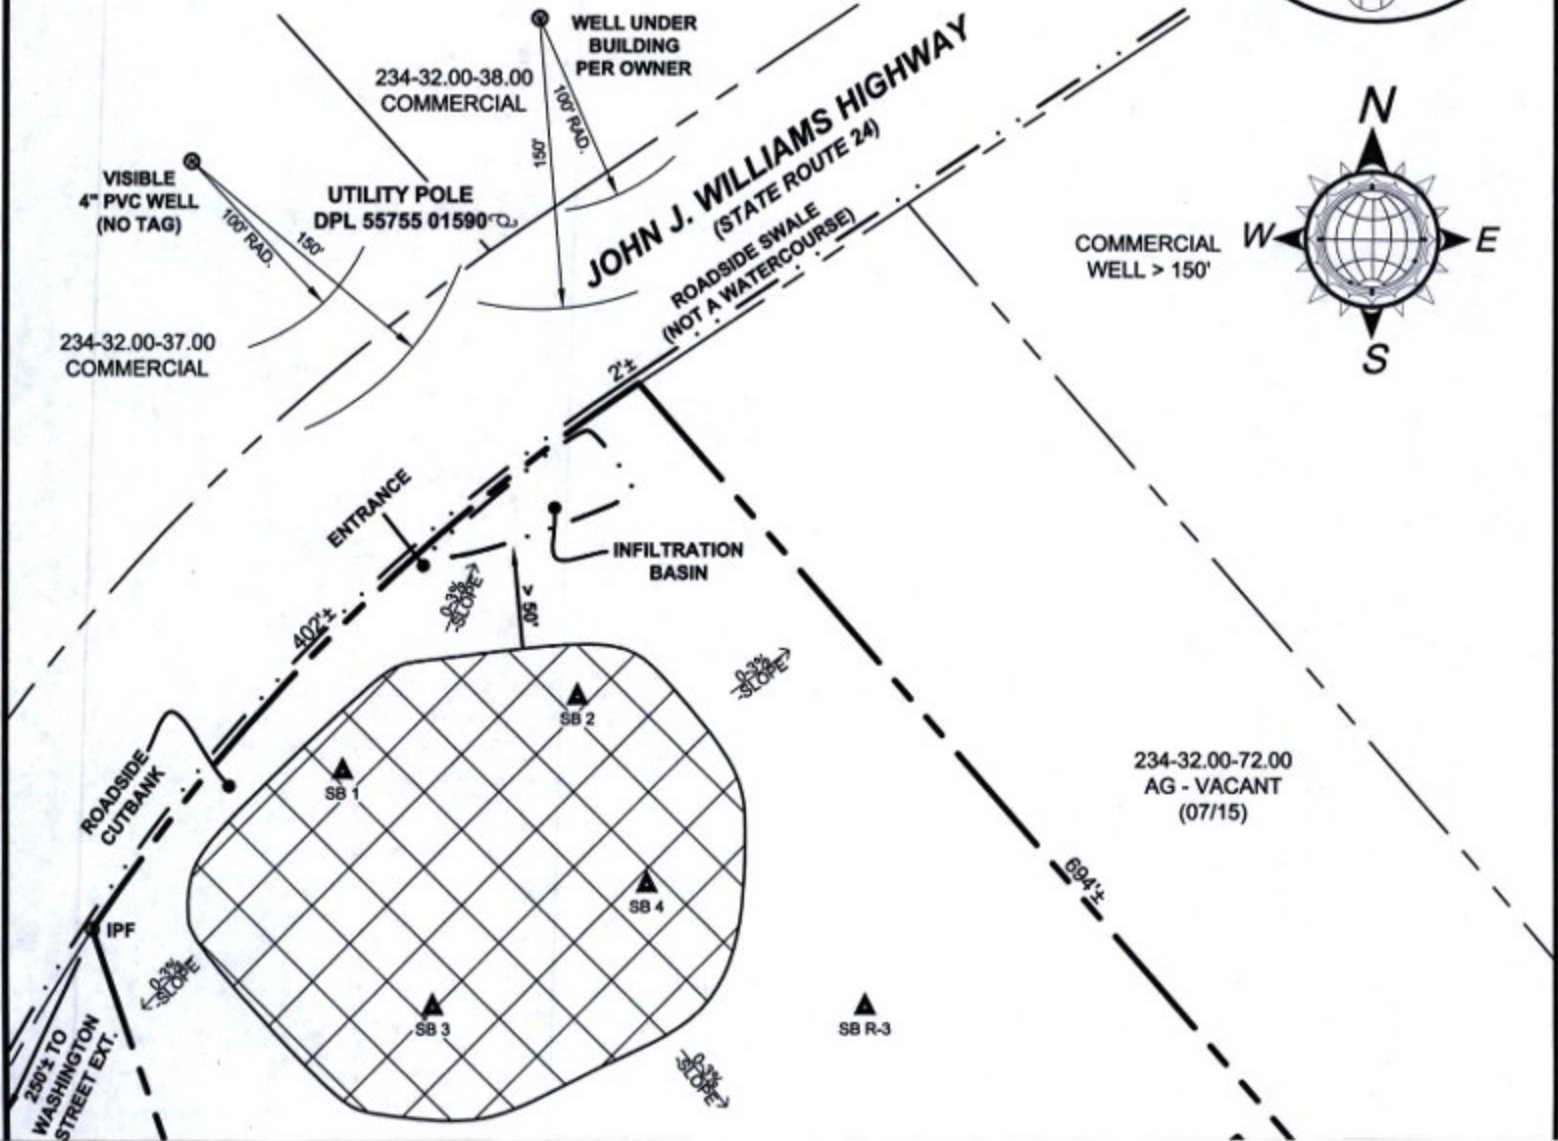 WELL UNDER
BUILDING
PER OWNER
234-32.00-38.00
COMMERCIAL
100' RAD.
150'
JOHN J. WILLIAMS HIGHWAY
(STATE ROUTE 24)
ROADSIDE SWALE
(NOT A WATERCOURSE)
N
W
E
S
VISIBLE
4" PVC WELL
(NO TAG)
100' RAD.
150'
UTILITY POLE
DPL 55755 01590
COMMERCIAL
WELL > 150'
234-32.00-37.00
COMMERCIAL
2'±
ENTRANCE
INFILTRATION
BASIN
0-3%
SLOPE
> 50'
402'±
0-3%
SLOPE
SB 2
SB 1
ROADSIDE
CUTBANK
234-32.00-72.00
AG - VACANT
(07/15)
694'±
SB 4
IPF
0-3%
SLOPE
SB 3
SB R-3
0-3%
SLOPE
250'± TO
WASHINGTON
STREET EXT.